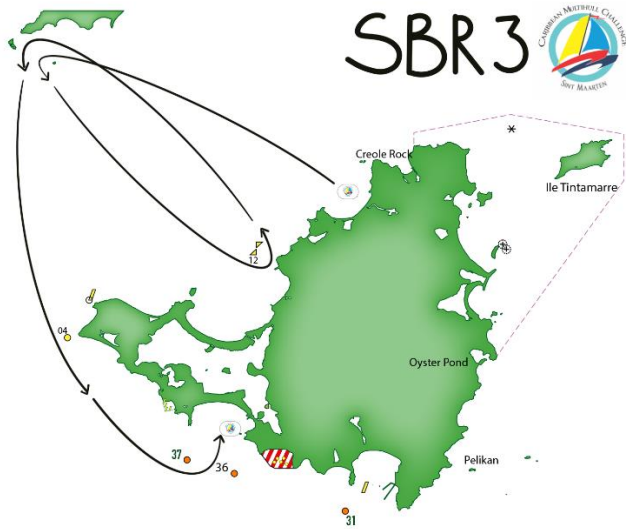 SBR 3
CARIBBEAN MULTIHULL CHALLENGE
SINT MAARTEN
Creole Rock
Ile Tintamarre
12
04
Oyster Pond
37
36
Pelikan
31